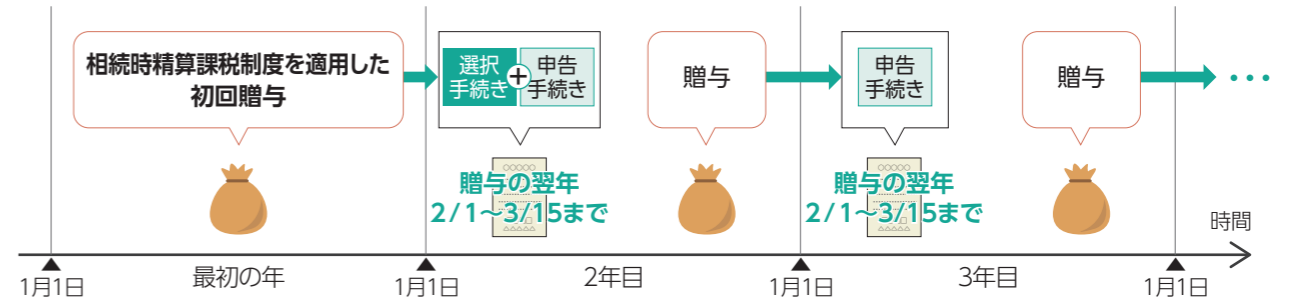 相続時精算課税制度を適用した
初回贈与
選択
手続き
+
申告
手続き
贈与
申告
手続き
贈与
…
贈与の翌年
2/1〜3/15まで
贈与の翌年
2/1〜3/15まで
時間
1月1日
最初の年
1月1日
2年目
1月1日
3年目
1月1日